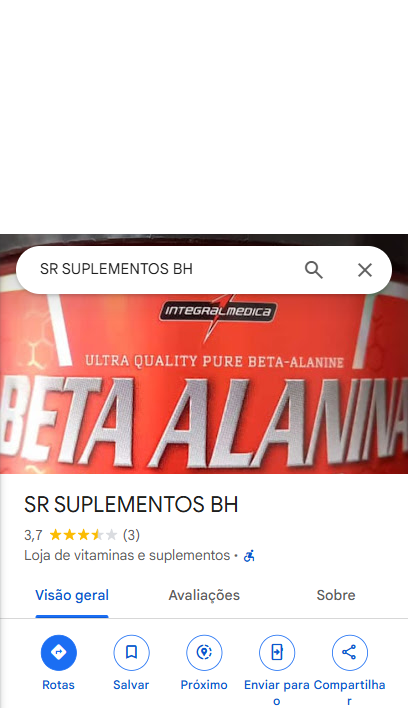 SR SUPLEMENTOS BH
INTEGRALMEDICA
ULTRA QUALITY PURE BETA-ALANINE
BETA ALANINA
SR SUPLEMENTOS BH
3,7 (3)
Loja de vitaminas e suplementos ·
Visão geral Avaliações Sobre
Rotas Salvar Próximo Enviar para o Compartilhar